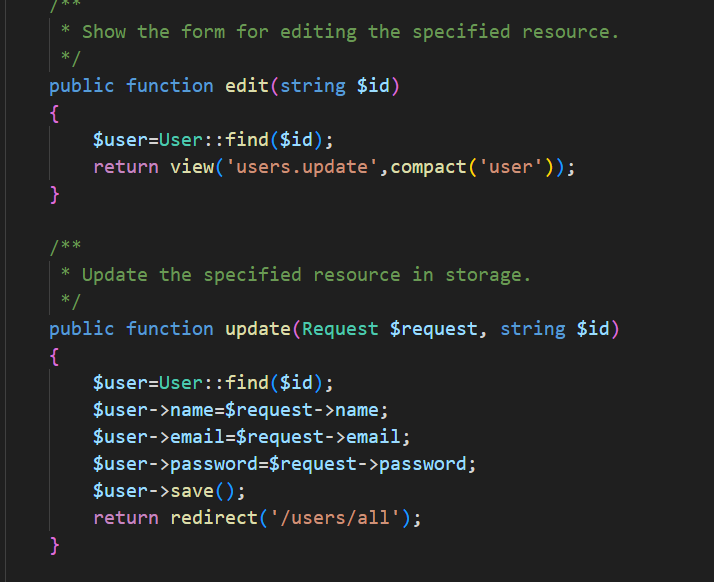 /**
 * Show the form for editing the specified resource.
 */
public function edit(string $id)
{
    $user=User::find($id);
    return view('users.update',compact('user'));
}

/**
 * Update the specified resource in storage.
 */
public function update(Request $request, string $id)
{
    $user=User::find($id);
    $user->name=$request->name;
    $user->email=$request->email;
    $user->password=$request->password;
    $user->save();
    return redirect('/users/all');
}